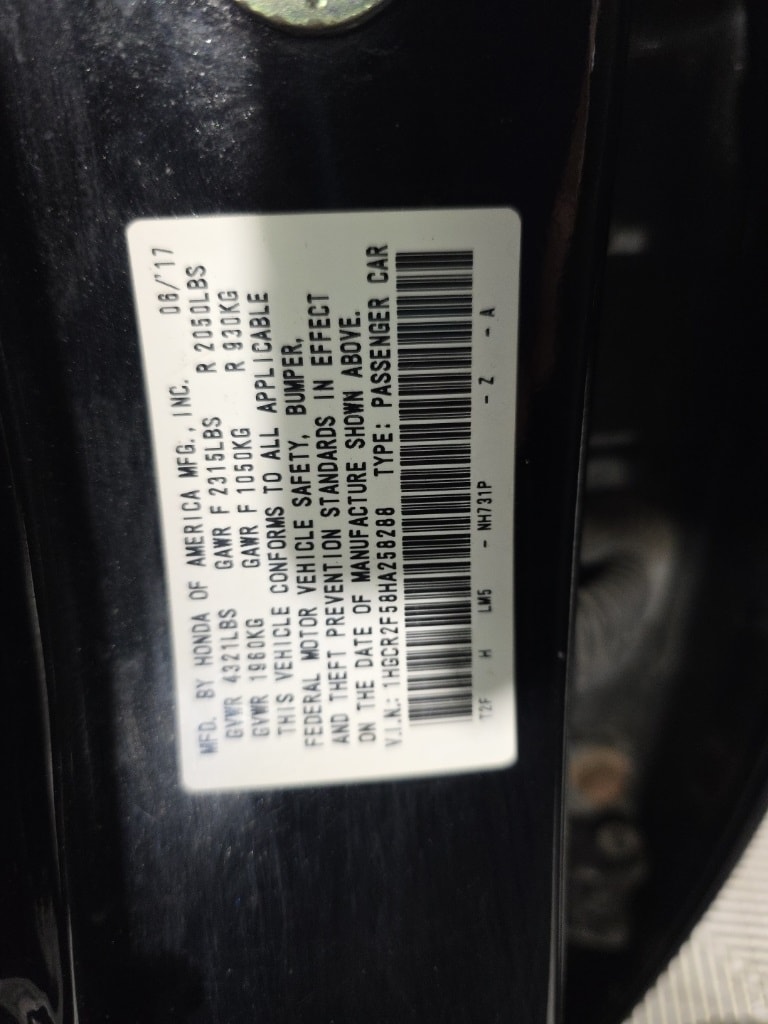 MFD. BY HONDA OF AMERICA MFG., INC. 06/'17
GVWR 4321LBS GAWR F 2315LBS R 2050LBS
GVWR 1960KG GAWR F 1050KG R 930KG
THIS VEHICLE CONFORMS TO ALL APPLICABLE
FEDERAL MOTOR VEHICLE SAFETY, BUMPER,
AND THEFT PREVENTION STANDARDS IN EFFECT
ON THE DATE OF MANUFACTURE SHOWN ABOVE.
V.I.N.: 1HGCR2F58HA258288 TYPE: PASSENGER CAR
T2F H LM5 - NH731P - Z - A